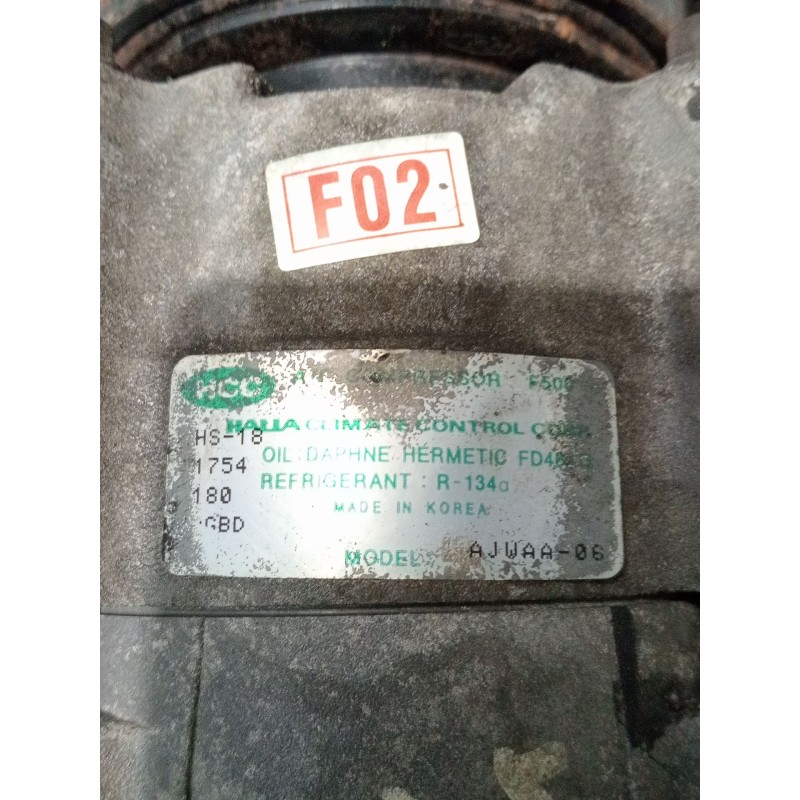 F02
HCC F500
HALLA CLIMATE CONTROL CORP.
HS-18
OIL: DAPHNE HERMETIC
1754
REFRIGERANT : R-134a
180
MADE IN KOREA
GBD
MODEL: AJWAA-06